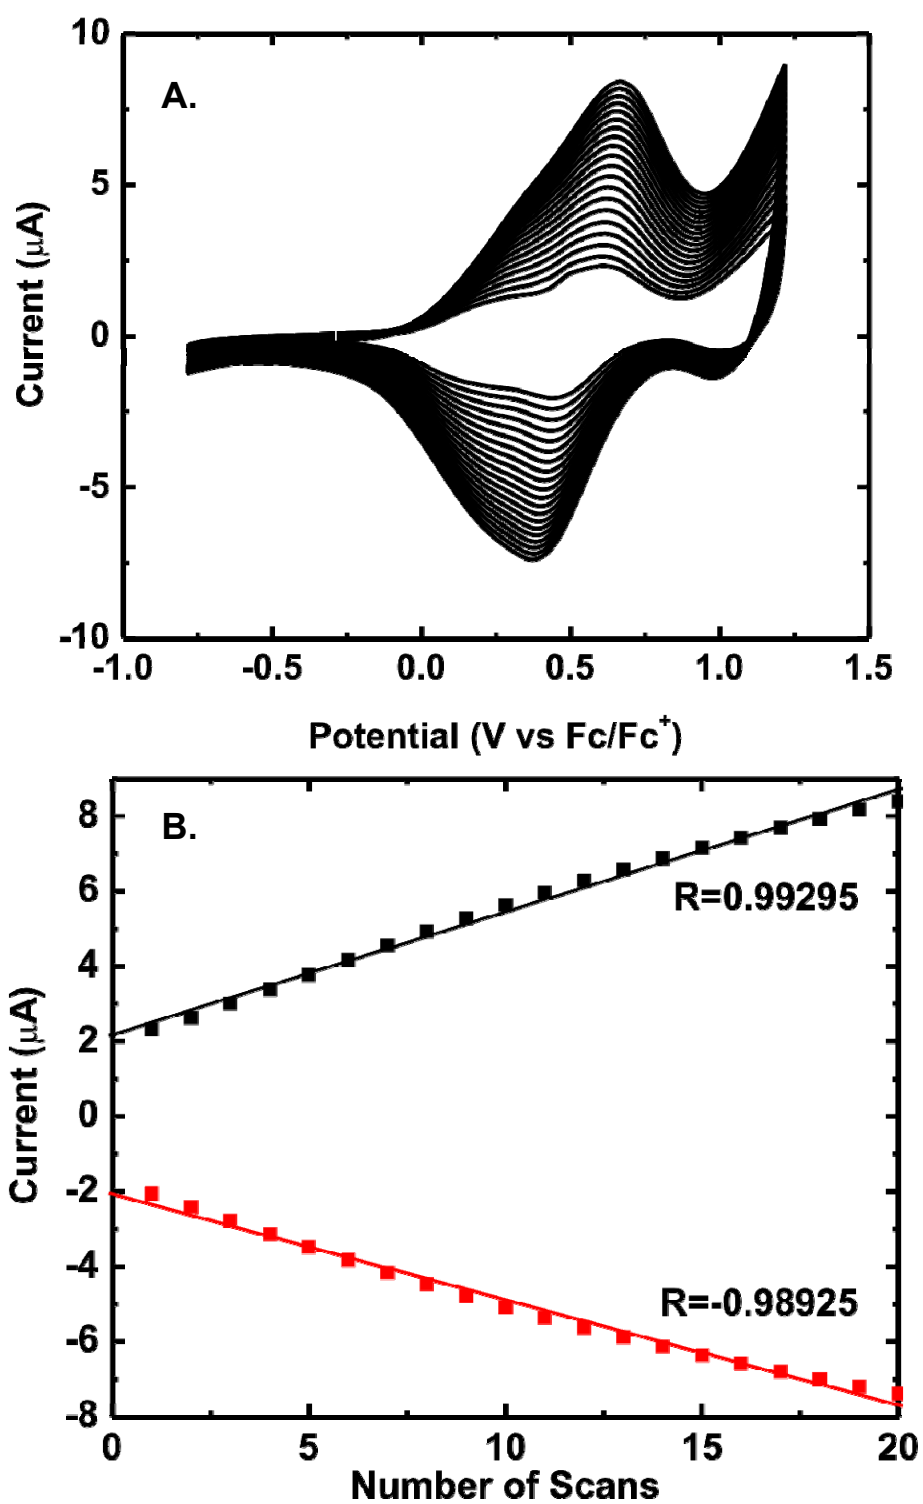 A.
10
5
0
-5
-10
Current (μA)
-1.0 -0.5 0.0 0.5 1.0 1.5
Potential (V vs Fc/Fc⁺)
B.
8
6
4
2
0
-2
-4
-6
-8
Current (μA)
R=0.99295
R=-0.98925
0 5 10 15 20
Number of Scans